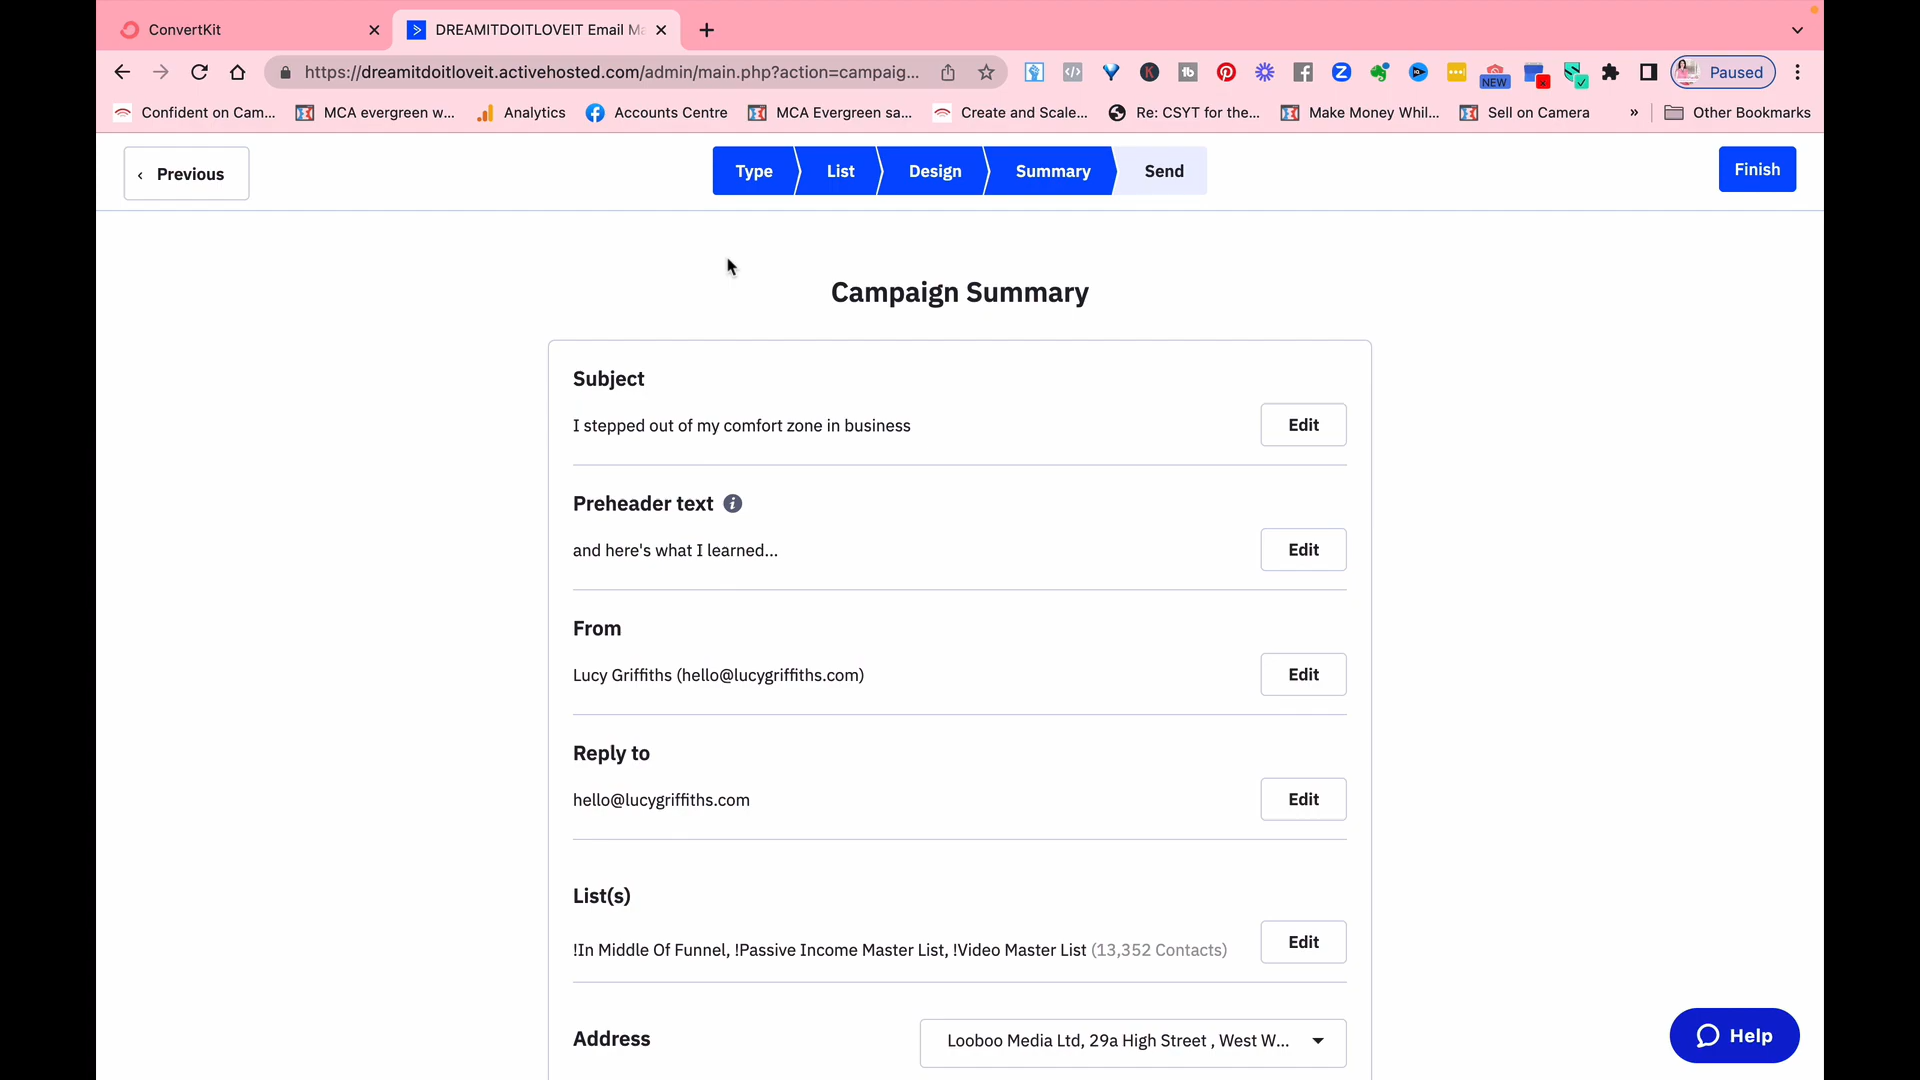 ConvertKit
DREAMITDOITLOVEIT Email Ma
https://dreamitdoitloveit.activehosted.com/admin/main.php?action=campaig...
NEW
Paused
Confident on Cam...
MCA evergreen w...
Analytics
Accounts Centre
MCA Evergreen sa...
Create and Scale...
Re: CSYT for the...
Make Money Whil...
Sell on Camera
»
Other Bookmarks
‹ Previous
Type
List
Design
Summary
Send
Finish
Campaign Summary
Subject
I stepped out of my comfort zone in business
Edit
Preheader text
and here's what I learned...
Edit
From
Lucy Griffiths (hello@lucygriffiths.com)
Edit
Reply to
hello@lucygriffiths.com
Edit
List(s)
!In Middle Of Funnel, !Passive Income Master List, !Video Master List (13,352 Contacts)
Edit
Address
Looboo Media Ltd, 29a High Street , West W...
Help